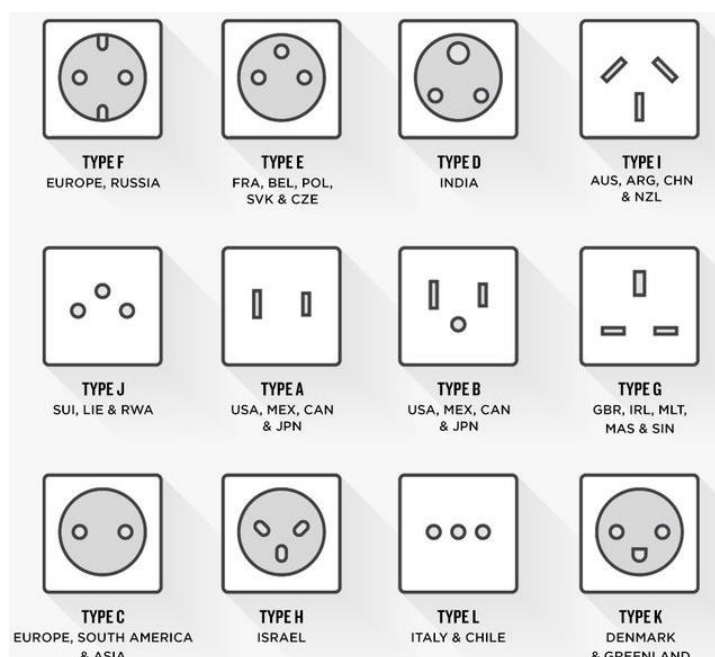 TYPE F
EUROPE, RUSSIA
TYPE E
FRA, BEL, POL,
SVK & CZE
TYPE D
INDIA
TYPE I
AUS, ARG, CHN
& NZL
TYPE J
SUI, LIE & RWA
TYPE A
USA, MEX, CAN
& JPN
TYPE B
USA, MEX, CAN
& JPN
TYPE G
GBR, IRL, MLT,
MAS & SIN
TYPE C
EUROPE, SOUTH AMERICA
& ASIA
TYPE H
ISRAEL
TYPE L
ITALY & CHILE
TYPE K
DENMARK
& GREENLAND